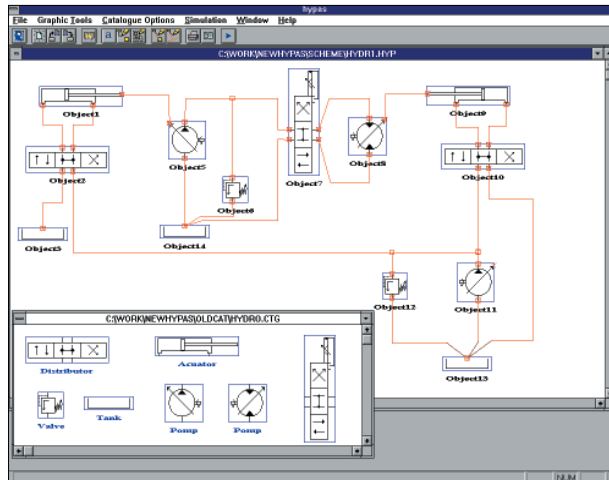 hypas
File Graphic Tools Catalogue Options Simulation Window Help
C:\WORK\NEWHYPAS\SCHEME\HYDR1.HYP
Object1
Object9
Object5
Object8
Object2
Object7
Object10
Object6
Object3
Object14
Object12
Object11
C:\WORK\NEWHYPAS\OLDCAT\HYDRO.CTG
Distributor
Acuator
Object13
Valve
Tank
Pomp
Pomp
NUM